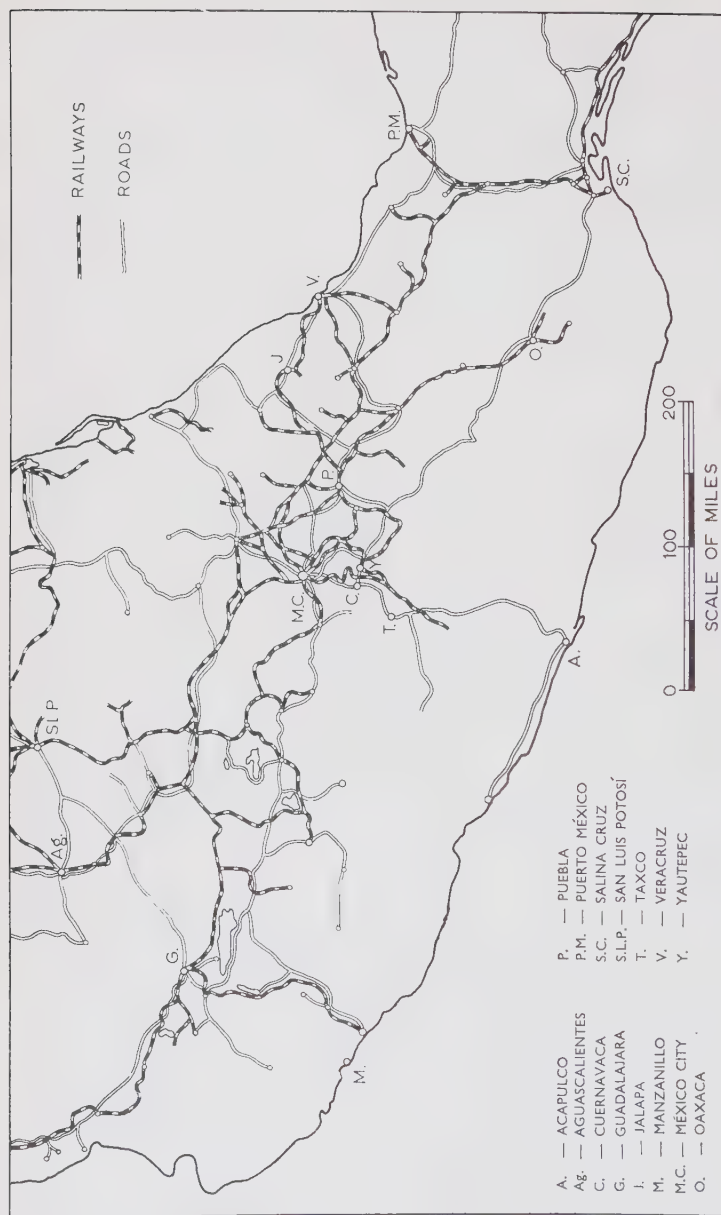 RAILWAYS
ROADS
P.M.
S.C.
V.
J
O.
P.
M.C.
C.
Y.
T.
A.
S.L.P
Ag.
G.
M.
0 100 200
SCALE OF MILES
A. — ACAPULCO
Ag. — AGUASCALIENTES
C. — CUERNAVACA
G. — GUADALAJARA
J. — JALAPA
M. — MANZANILLO
M.C. — MÉXICO CITY
O. — OAXACA
P. — PUEBLA
P.M. — PUERTO MÉXICO
S.C. — SALINA CRUZ
S.L.P. — SAN LUIS POTOSÍ
T. — TAXCO
V. — VERACRUZ
Y. — YAUTEPEC